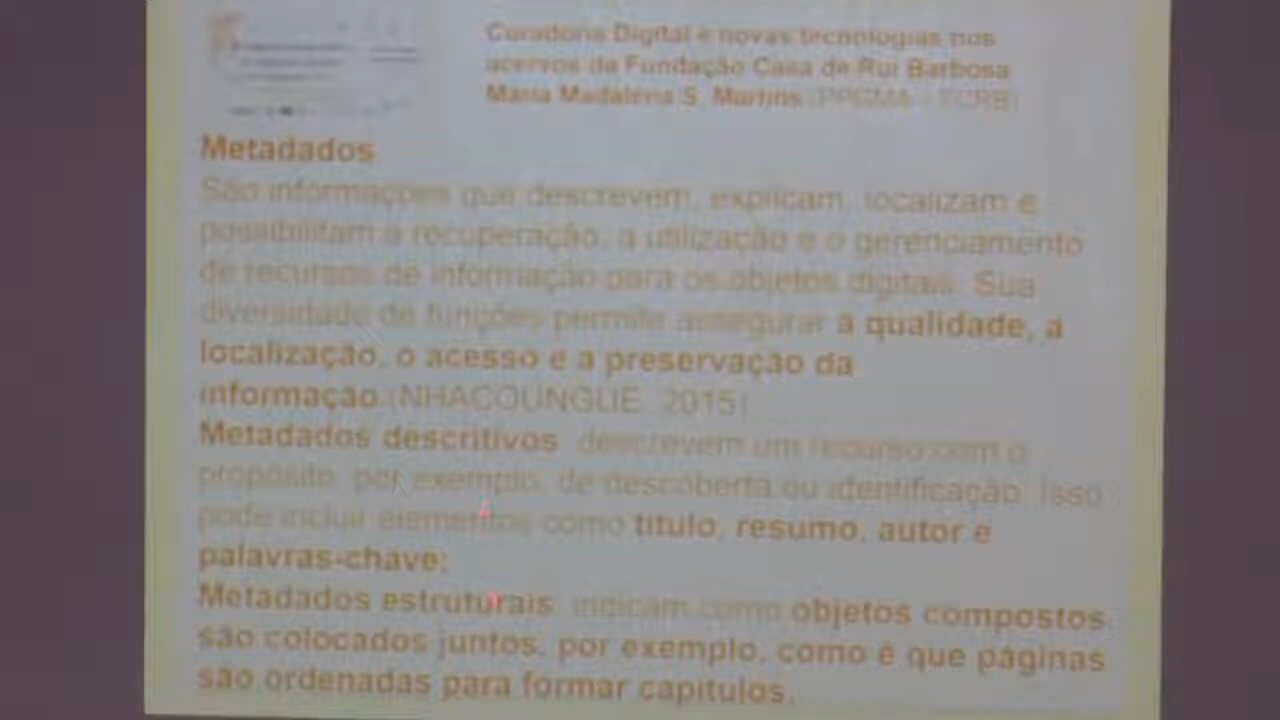 Curadoria Digital e novas tecnologias nos
acervos da Fundação Casa de Rui Barbosa
Maria Madalena S. Martins (PPGMA - FCRB)
Metadados
São informações que descrevem, explicam, localizam e
possibilitam a recuperação, a utilização e o gerenciamento
de recursos de informação para os objetos digitais. Sua
diversidade de funções permite assegurar a qualidade, a
localização, o acesso e a preservação da
informação.(NHACOUNGUE, 2015)
Metadados descritivos descrevem um recurso com o
propósito, por exemplo, de descoberta ou identificação. Isso
pode incluir elementos como título, resumo, autor e
palavras-chave;
Metadados estruturais indicam como objetos compostos
são colocados juntos, por exemplo, como é que páginas
são ordenadas para formar capítulos.